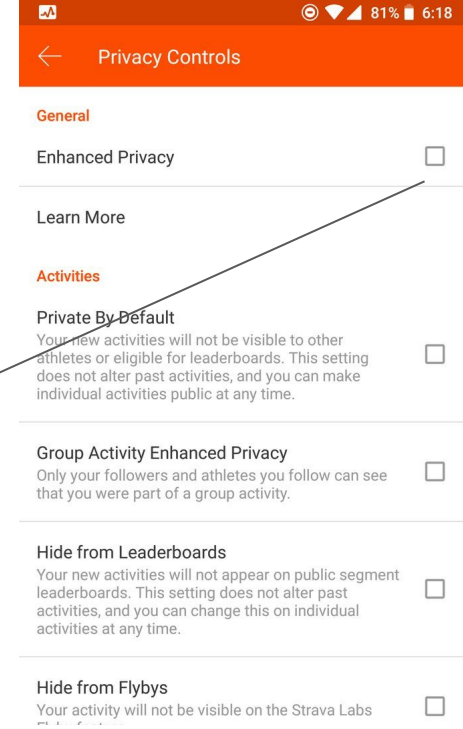 81% 6:18
Privacy Controls
General
Enhanced Privacy
Learn More
Activities
Private By Default
Your new activities will not be visible to other
athletes or eligible for leaderboards. This setting
does not alter past activities, and you can make
individual activities public at any time.
Group Activity Enhanced Privacy
Only your followers and athletes you follow can see
that you were part of a group activity.
Hide from Leaderboards
Your new activities will not appear on public segment
leaderboards. This setting does not alter past
activities, and you can change this on individual
activities at any time.
Hide from Flybys
Your activity will not be visible on the Strava Labs